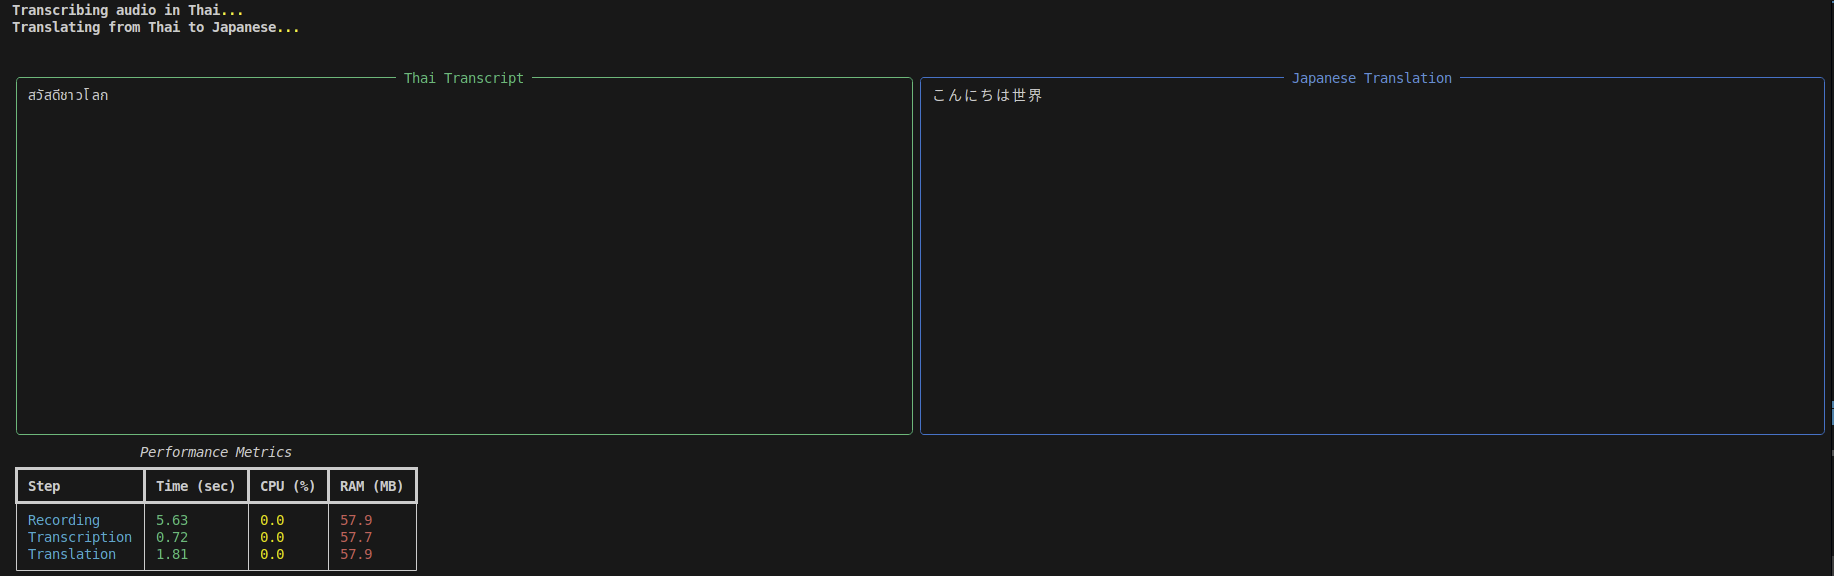 Transcribing audio in Thai...
Translating from Thai to Japanese...
Thai Transcript
สวัสดีชาวโลก
Japanese Translation
こんにちは世界
Performance Metrics
Step Time (sec) CPU (%) RAM (MB)
Recording 5.63 0.0 57.9
Transcription 0.72 0.0 57.7
Translation 1.81 0.0 57.9